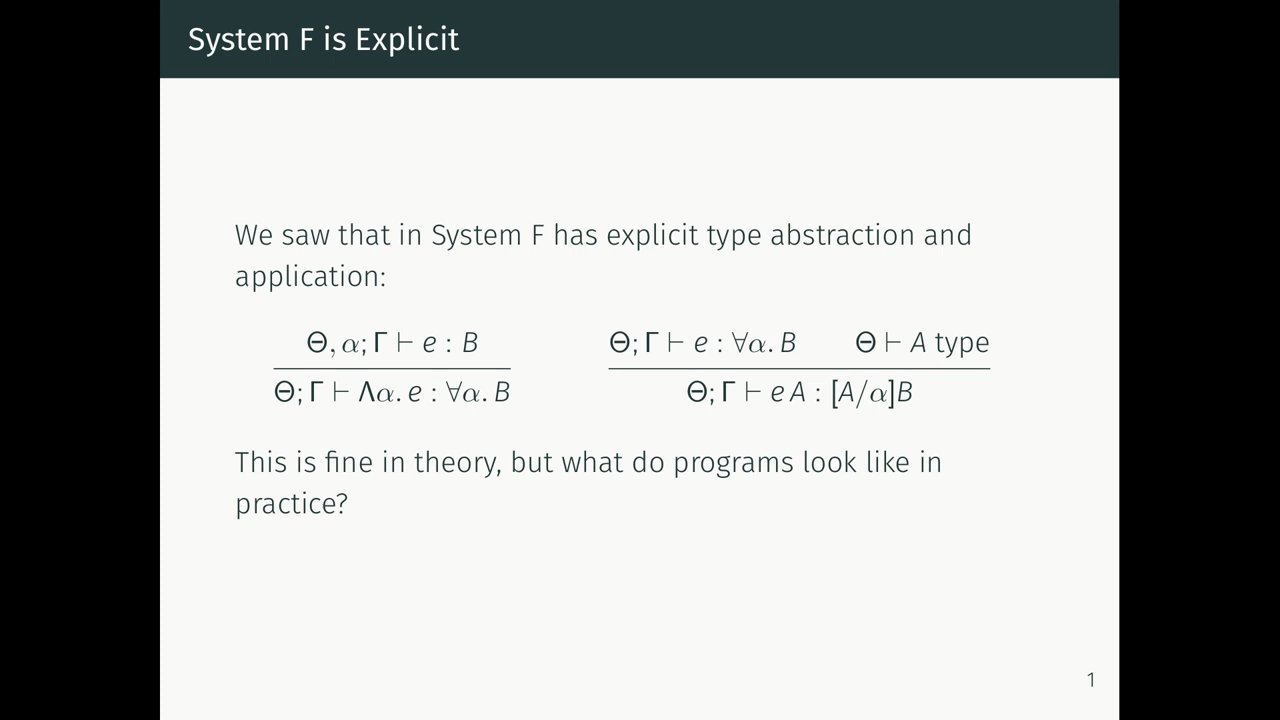 System F is Explicit
We saw that in System F has explicit type abstraction and
application:
Θ, α; Γ ⊢ e : B
Θ; Γ ⊢ Λα. e : ∀α. B
Θ; Γ ⊢ e : ∀α. B Θ ⊢ A type
Θ; Γ ⊢ e A : [A/α]B
This is fine in theory, but what do programs look like in
practice?
1